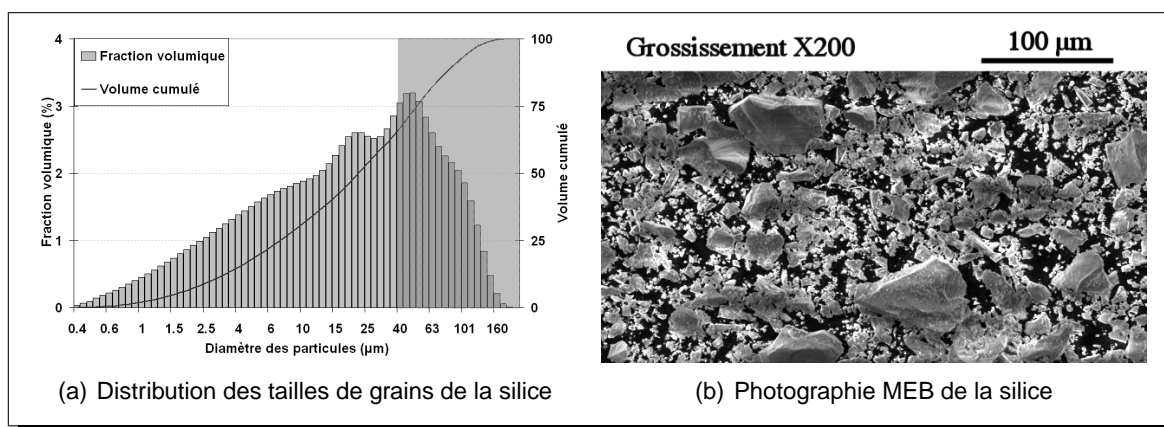 Fraction volumique
Volume cumulé
Fraction volumique (%)
4
3
2
1
0
100
75
50
25
0
Volume cumulé
0.4 0.6 1 1.5 2.5 4 6 10 15 25 40 63 101 160
Diamètre des particules (µm)
(a) Distribution des tailles de grains de la silice
Grossissement X200 100 µm
(b) Photographie MEB de la silice